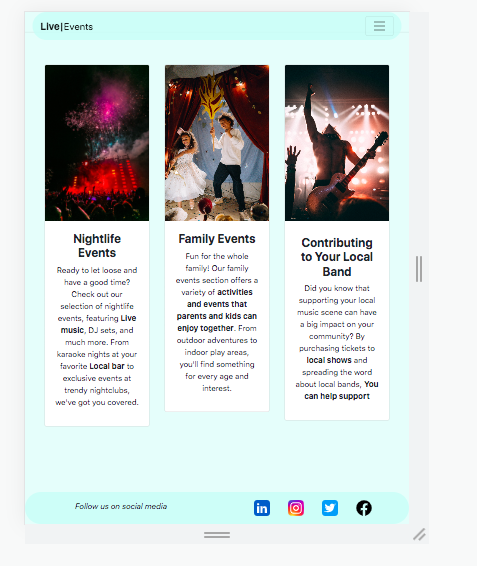 Live|Events
Nightlife
Events
Ready to let loose and
have a good time?
Check out our
selection of nightlife
events, featuring Live
music, DJ sets, and
much more. From
karaoke nights at your
favorite Local bar to
exclusive events at
trendy nightclubs,
we've got you covered.
Family Events
Fun for the whole
family! Our family
events section offers a
variety of activities
and events that
parents and kids can
enjoy together. From
outdoor adventures to
indoor play areas,
you'll find something
for every age and
interest.
Contributing
to Your Local
Band
Did you know that
supporting your local
music scene can have
a big impact on your
community? By
purchasing tickets to
local shows and
spreading the word
about local bands, You
can help support
Follow us on social media
in
f